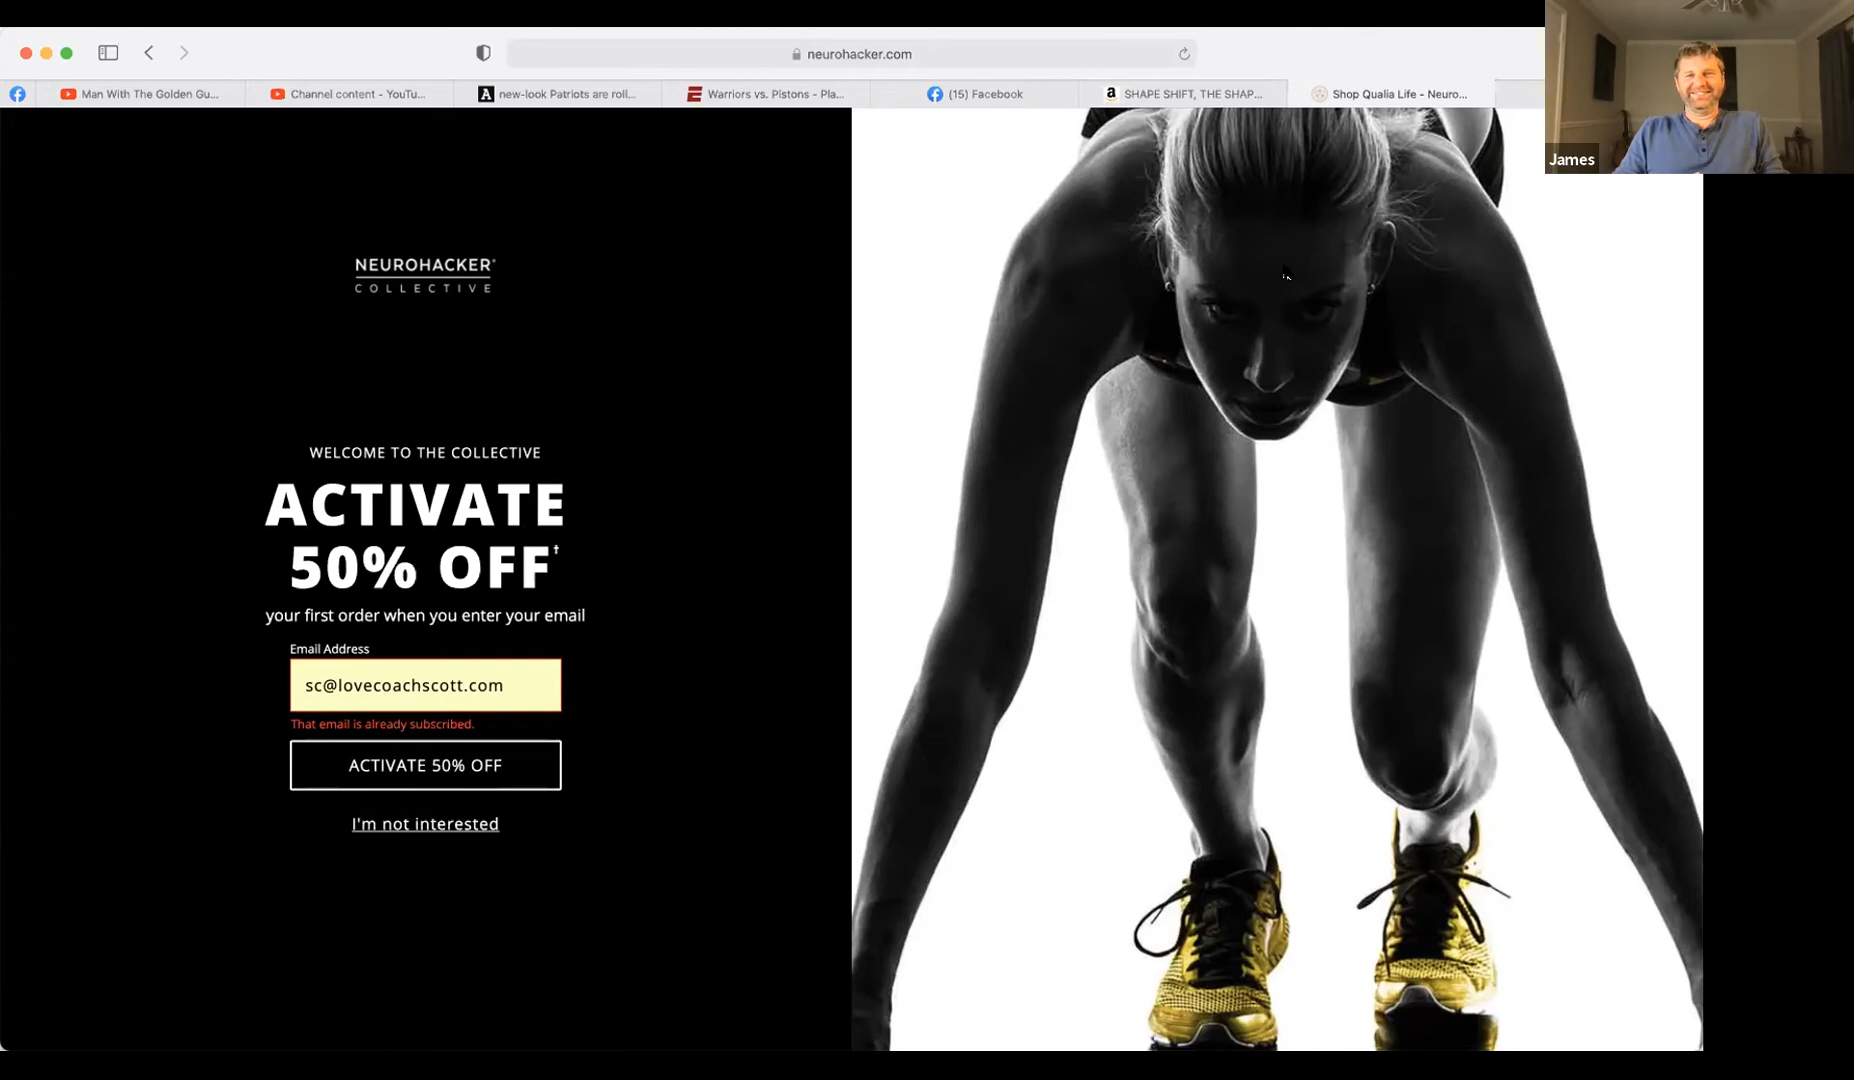 neurohacker.com
Man With The Golden Gu...
Channel content - YouTu...
new-look Patriots are roll...
Warriors vs. Pistons - Pla...
(15) Facebook
SHAPE SHIFT, THE SHAP...
Shop Qualia Life - Neuro...
James
NEUROHACKER®
COLLECTIVE
WELCOME TO THE COLLECTIVE
ACTIVATE
50% OFF†
your first order when you enter your email
Email Address
sc@lovecoachscott.com
That email is already subscribed.
ACTIVATE 50% OFF
I'm not interested